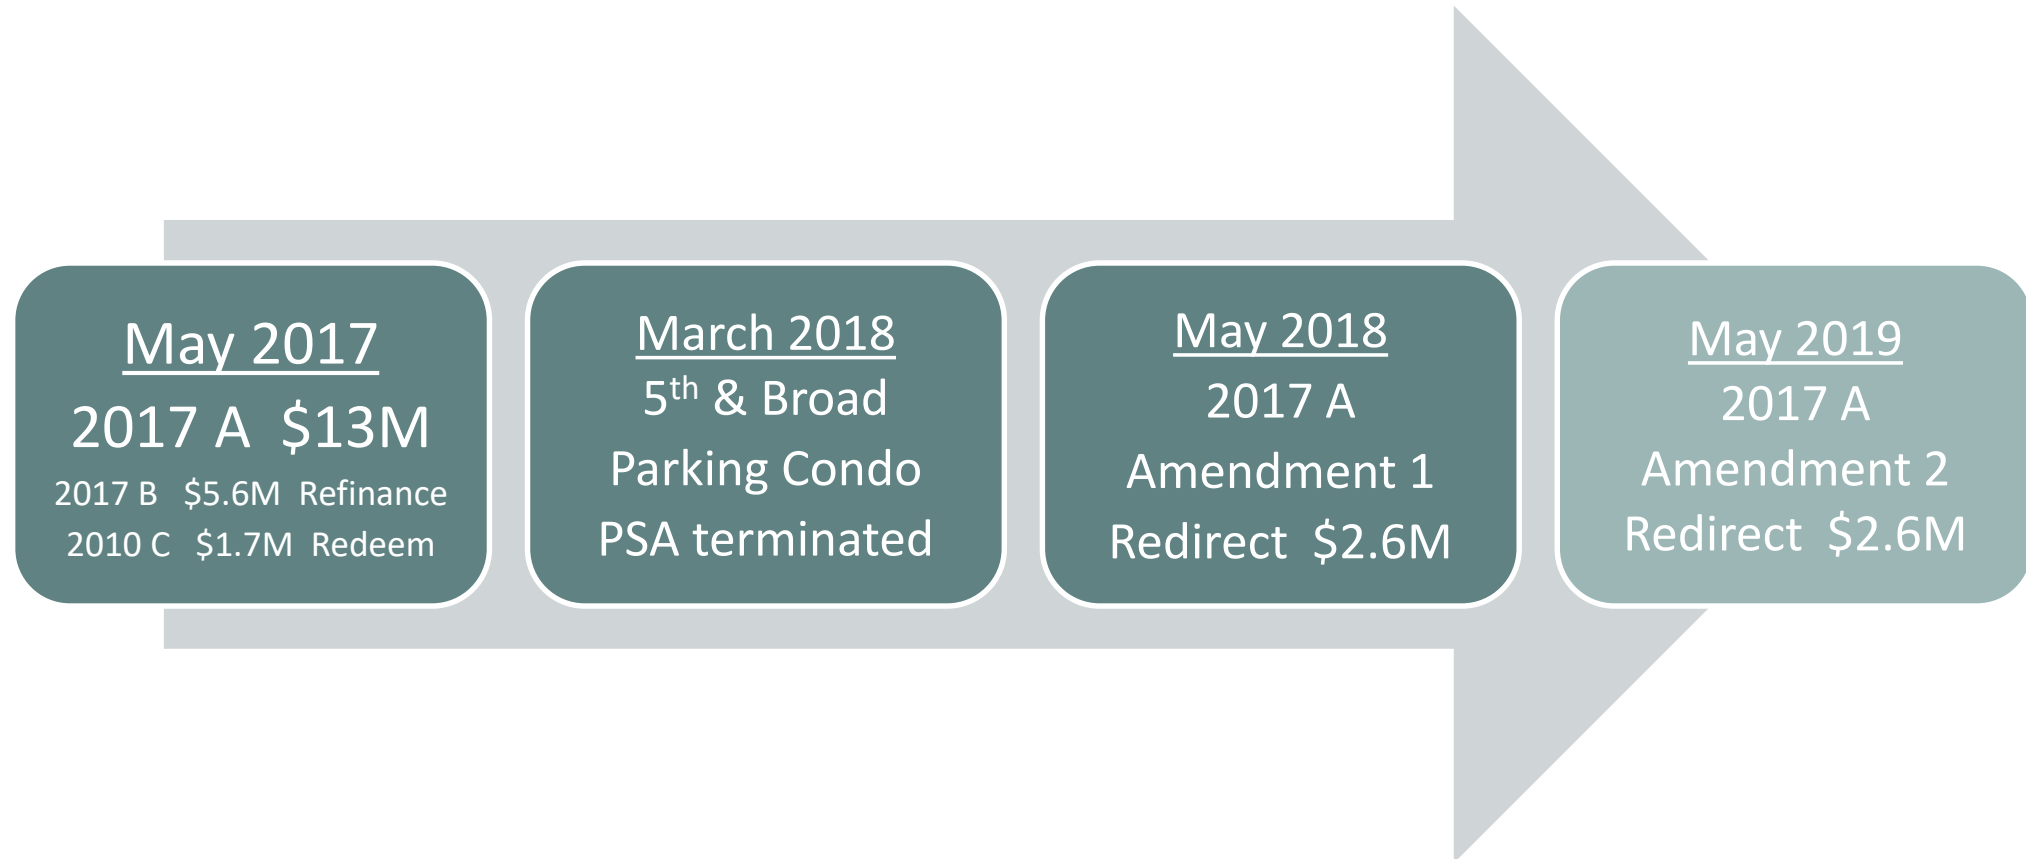 May 2017
2017 A $13M
2017 B $5.6M Refinance
2010 C $1.7M Redeem
March 2018
5th & Broad
Parking Condo
PSA terminated
May 2018
2017 A
Amendment 1
Redirect $2.6M
May 2019
2017 A
Amendment 2
Redirect $2.6M